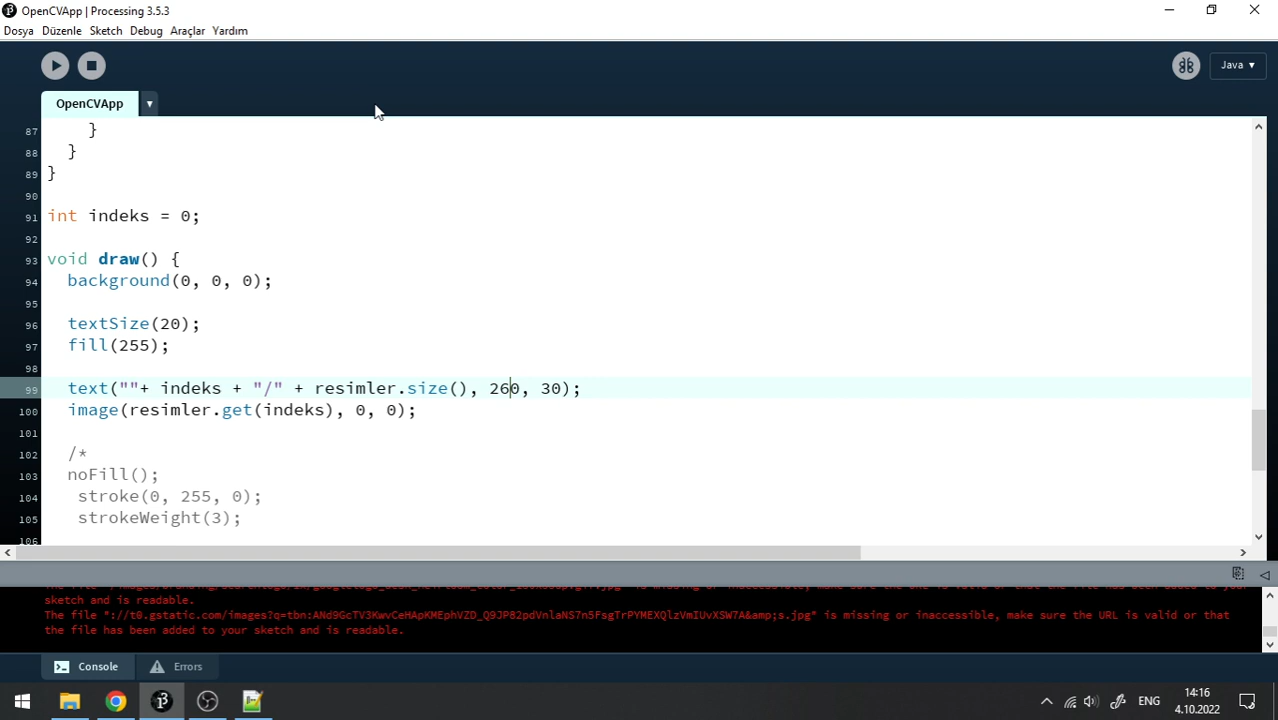 OpenCVApp | Processing 3.5.3
Dosya Düzenle Sketch Debug Araçlar Yardım
Java ▾
OpenCVApp ▾
87 }
88 }
89 }
90
91 int indeks = 0;
92
93 void draw() {
94 background(0, 0, 0);
95
96 textSize(20);
97 fill(255);
98
99 text(""+ indeks + "/" + resimler.size(), 260, 30);
100 image(resimler.get(indeks), 0, 0);
101
102 /*
103 noFill();
104 stroke(0, 255, 0);
105 strokeWeight(3);
106
sketch and is readable.
The file "://t0.gstatic.com/images?q=tbn:ANd9GcTV3KwvCeHApKMEphVZD_Q9JP82pdVnlaNS7n5FsgTrPYMEXQlzVmIUvXSW7A&amp;s.jpg" is missing or inaccessible, make sure the URL is valid or that
the file has been added to your sketch and is readable.
Console Errors
ENG
14:16
4.10.2022